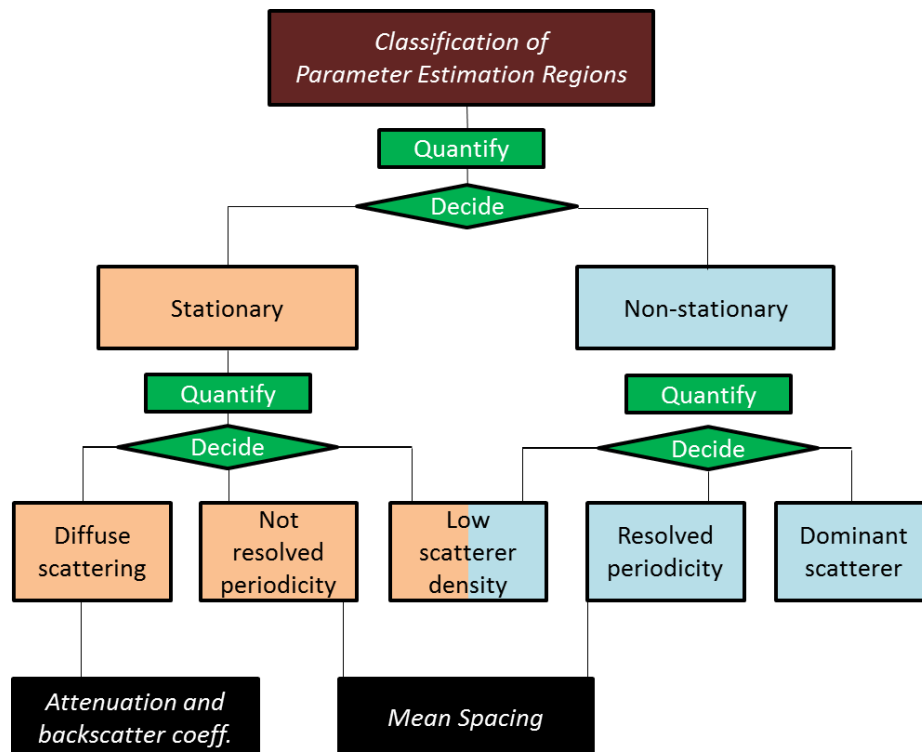 Classification of
Parameter Estimation Regions
Quantify
Decide
Stationary
Non-stationary
Quantify
Quantify
Decide
Decide
Diffuse
scattering
Not
resolved
periodicity
Low
scatterer
density
Resolved
periodicity
Dominant
scatterer
Attenuation and
backscatter coeff.
Mean Spacing